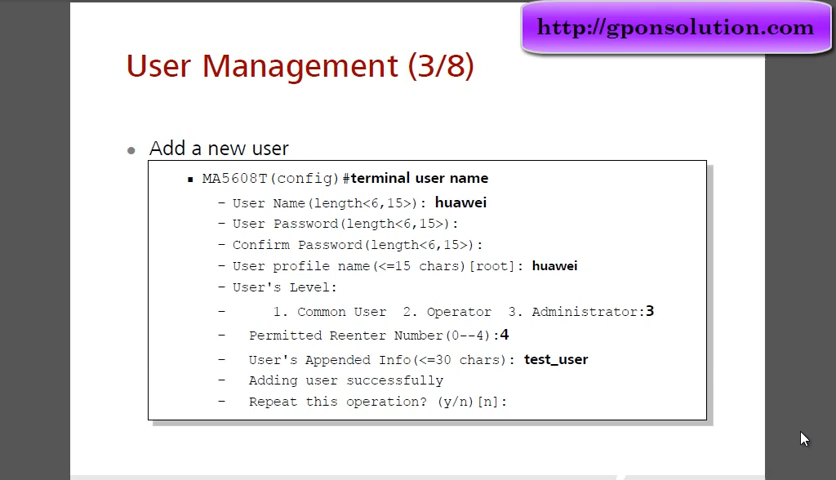 http://gponsolution.com
User Management (3/8)
● Add a new user
▪ MA5608T(config)#terminal user name
– User Name(length<6,15>): huawei
– User Password(length<6,15>):
– Confirm Password(length<6,15>):
– User profile name(<=15 chars)[root]: huawei
– User's Level:
– 1. Common User 2. Operator 3. Administrator:3
– Permitted Reenter Number(0--4):4
– User's Appended Info(<=30 chars): test_user
– Adding user successfully
– Repeat this operation? (y/n)[n]: